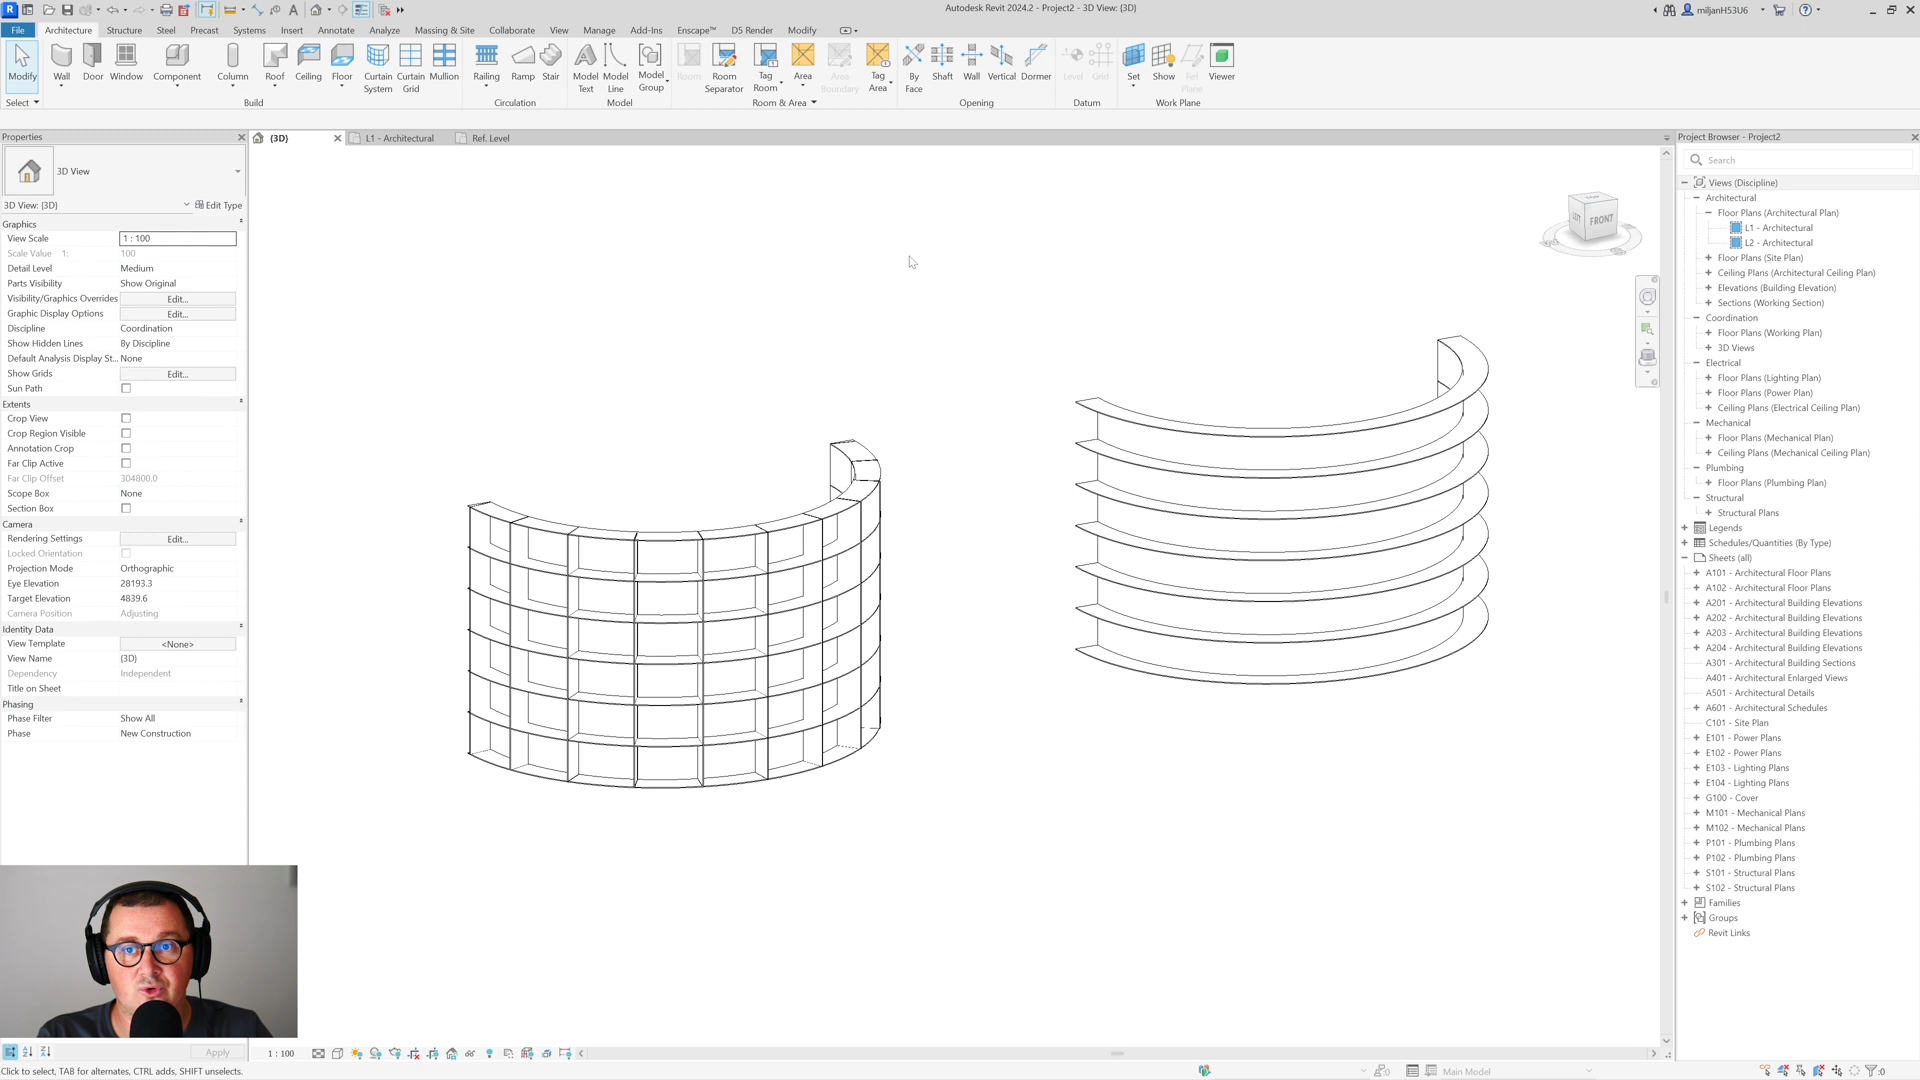 Autodesk Revit 2024.2 - Project2 - 3D View: {3D}
miljanH53U6
File Architecture Structure Steel Precast Systems Insert Annotate Analyze Massing & Site Collaborate View Manage Add-Ins Enscape™ D5 Render Modify
Modify Wall Door Window Component Column Roof Ceiling Floor Curtain System Curtain Grid Mullion Railing Ramp Stair Model Text Model Line Model Group Room Room Separator Tag Room Area Area Boundary Tag Area By Face Shaft Wall Vertical Dormer Level Grid Set Show Ref Plane Viewer
Select Build Circulation Model Room & Area Opening Datum Work Plane
Properties
{3D} L1 - Architectural Ref. Level
3D View
3D View: {3D} Edit Type
Graphics
View Scale 1 : 100
Scale Value 1: 100
Detail Level Medium
Parts Visibility Show Original
Visibility/Graphics Overrides Edit...
Graphic Display Options Edit...
Discipline Coordination
Show Hidden Lines By Discipline
Default Analysis Display St... None
Show Grids Edit...
Sun Path
Extents
Crop View
Crop Region Visible
Annotation Crop
Far Clip Active
Far Clip Offset 304800.0
Scope Box None
Section Box
Camera
Rendering Settings Edit...
Locked Orientation
Projection Mode Orthographic
Eye Elevation 28193.3
Target Elevation 4839.6
Camera Position Adjusting
Identity Data
View Template <None>
View Name {3D}
Dependency Independent
Title on Sheet
Phasing
Phase Filter Show All
Phase New Construction
Apply
LEFT FRONT
Project Browser - Project2
Search
Views (Discipline)
Architectural
Floor Plans (Architectural Plan)
L1 - Architectural
L2 - Architectural
Floor Plans (Site Plan)
Ceiling Plans (Architectural Ceiling Plan)
Elevations (Building Elevation)
Sections (Working Section)
Coordination
Floor Plans (Working Plan)
3D Views
Electrical
Floor Plans (Lighting Plan)
Floor Plans (Power Plan)
Ceiling Plans (Electrical Ceiling Plan)
Mechanical
Floor Plans (Mechanical Plan)
Ceiling Plans (Mechanical Ceiling Plan)
Plumbing
Floor Plans (Plumbing Plan)
Structural
Structural Plans
Legends
Schedules/Quantities (By Type)
Sheets (all)
A101 - Architectural Floor Plans
A102 - Architectural Floor Plans
A201 - Architectural Building Elevations
A202 - Architectural Building Elevations
A203 - Architectural Building Elevations
A204 - Architectural Building Elevations
A301 - Architectural Building Sections
A401 - Architectural Enlarged Views
A501 - Architectural Details
A601 - Architectural Schedules
C101 - Site Plan
E101 - Power Plans
E102 - Power Plans
E103 - Lighting Plans
E104 - Lighting Plans
G100 - Cover
M101 - Mechanical Plans
M102 - Mechanical Plans
P101 - Plumbing Plans
P102 - Plumbing Plans
S101 - Structural Plans
S102 - Structural Plans
Families
Groups
Revit Links
1 : 100
Click to select, TAB for alternates, CTRL adds, SHIFT unselects.
:0
Main Model
:0